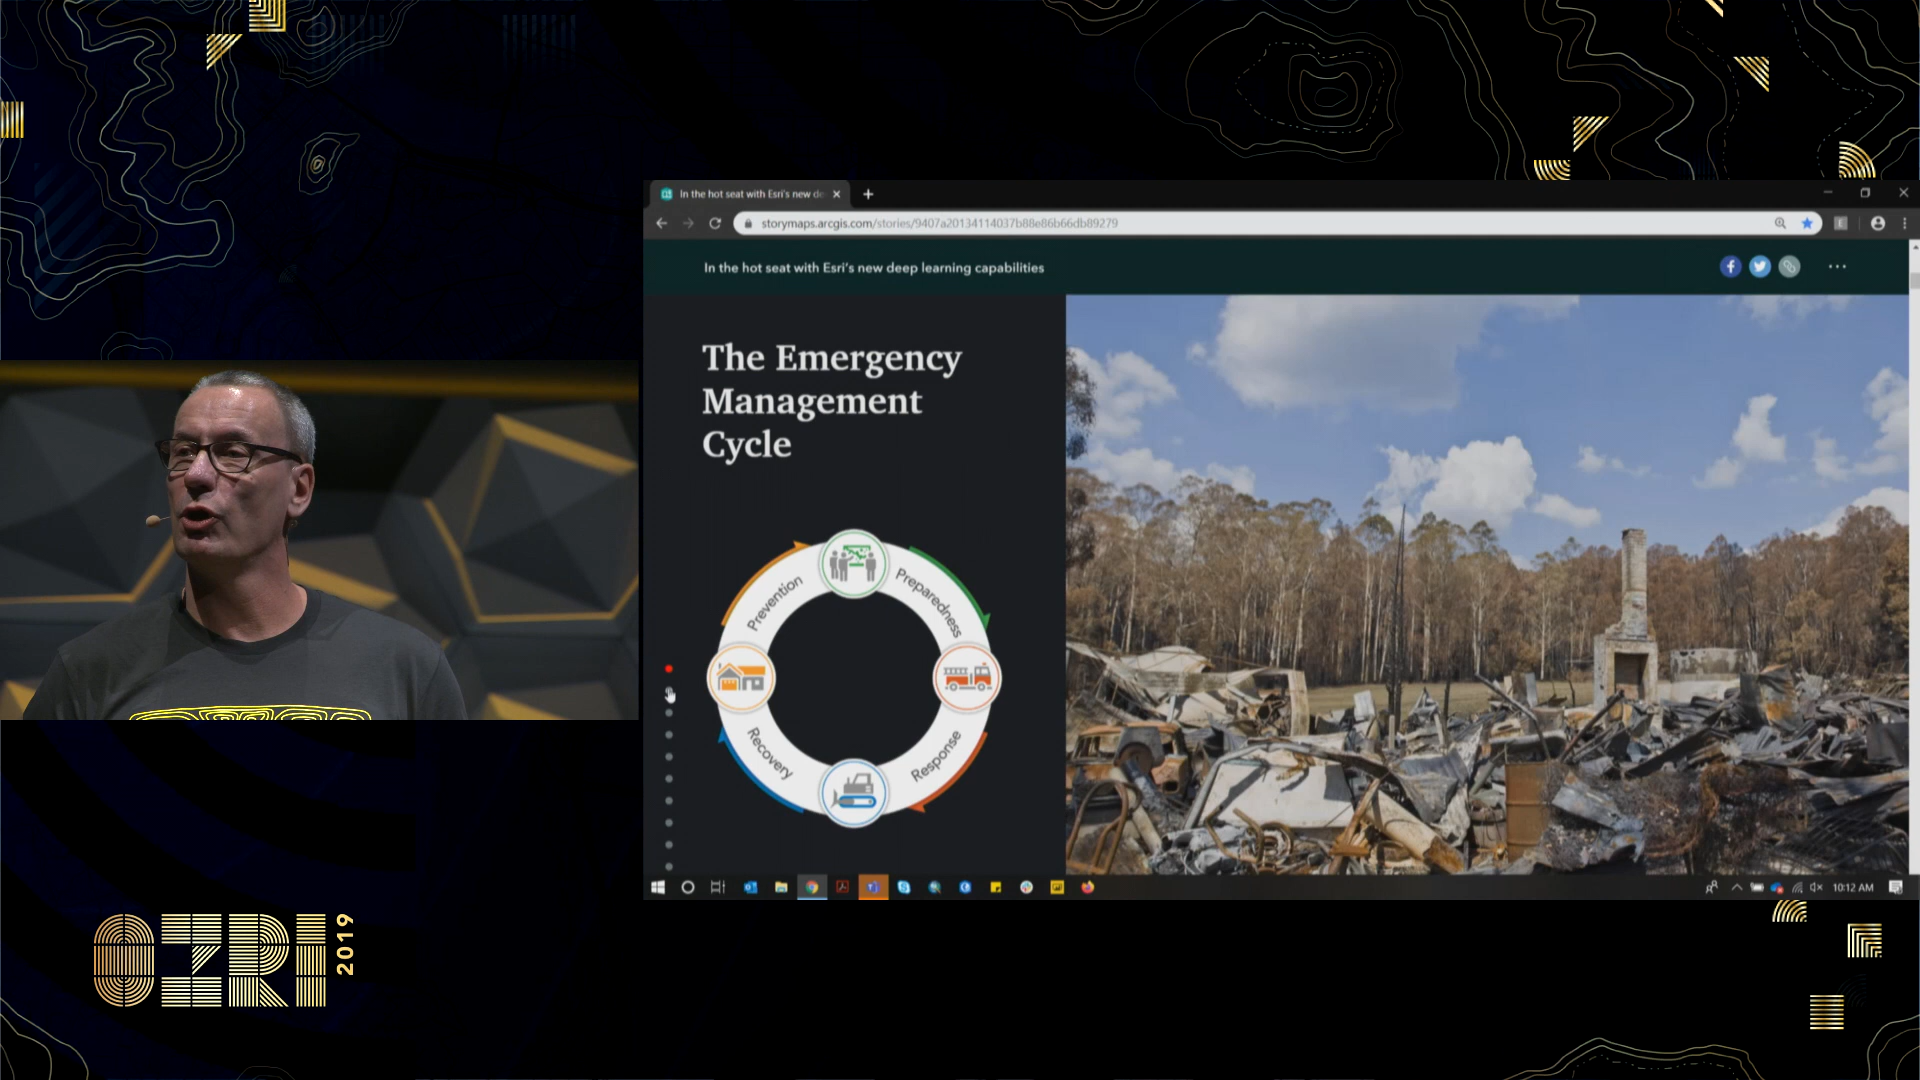 In the hot seat with Esri's new de
storymaps.arcgis.com/stories/9407a20134114037b88e86b66db89279
In the hot seat with Esri's new deep learning capabilities
The Emergency
Management
Cycle
Prevention
Preparedness
Recovery
Response
10:12 AM
OZRI
2019